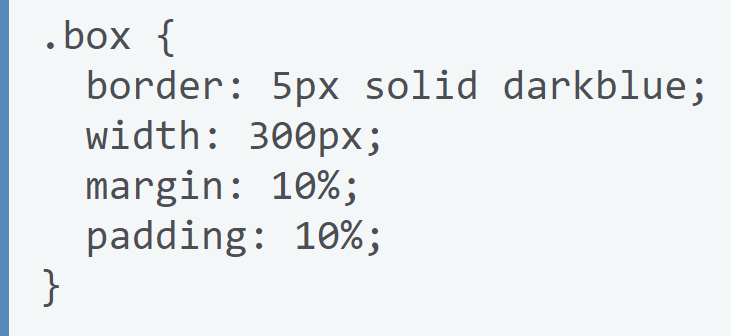 .box {
  border: 5px solid darkblue;
  width: 300px;
  margin: 10%;
  padding: 10%;
}